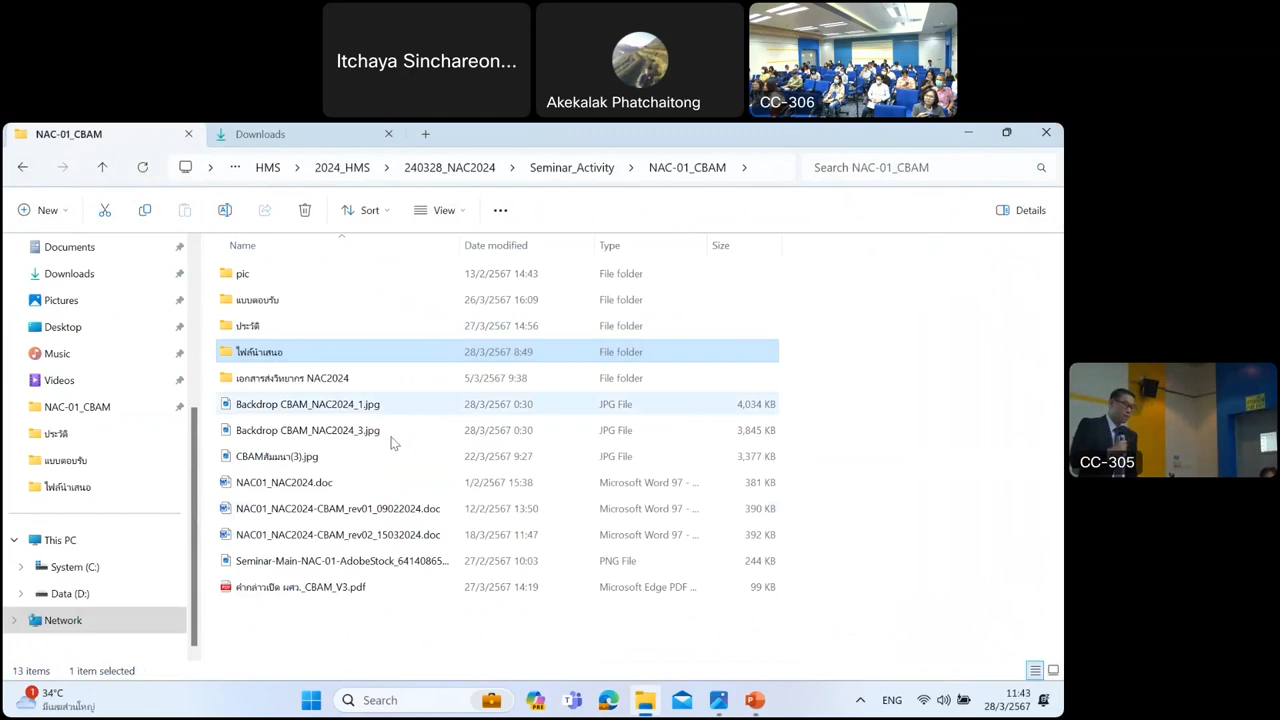 Itchaya Sinchareon...
Akekalak Phatchaitong
CC-306
NAC-01_CBAM
Downloads
HMS
2024_HMS
240328_NAC2024
Seminar_Activity
NAC-01_CBAM
Search NAC-01_CBAM
New
Sort
View
Details
Documents
Downloads
Pictures
Desktop
Music
Videos
NAC-01_CBAM
ประวัติ
แบบตอบรับ
ไฟล์นำเสนอ
This PC
System (C:)
Data (D:)
Network
Name Date modified Type Size
pic 13/2/2567 14:43 File folder
แบบตอบรับ 26/3/2567 16:09 File folder
ประวัติ 27/3/2567 14:56 File folder
ไฟล์นำเสนอ 28/3/2567 8:49 File folder
เอกสารส่งวิทยากร NAC2024 5/3/2567 9:38 File folder
Backdrop CBAM_NAC2024_1.jpg 28/3/2567 0:30 JPG File 4,034 KB
Backdrop CBAM_NAC2024_3.jpg 28/3/2567 0:30 JPG File 3,845 KB
CBAMสัมมนา(3).jpg 22/3/2567 9:27 JPG File 3,377 KB
NAC01_NAC2024.doc 1/2/2567 15:38 Microsoft Word 97 - ... 381 KB
NAC01_NAC2024-CBAM_rev01_09022024.doc 12/2/2567 13:50 Microsoft Word 97 - ... 390 KB
NAC01_NAC2024-CBAM_rev02_15032024.doc 18/3/2567 11:47 Microsoft Word 97 - ... 392 KB
Seminar-Main-NAC-01-AdobeStock_64140865... 27/2/2567 10:03 PNG File 244 KB
คำกล่าวเปิด ผศว._CBAM_V3.pdf 27/3/2567 14:19 Microsoft Edge PDF ... 99 KB
CC-305
13 items 1 item selected
1
34°C
มีเมฆส่วนใหญ่
Search
PRE
ENG
11:43
28/3/2567